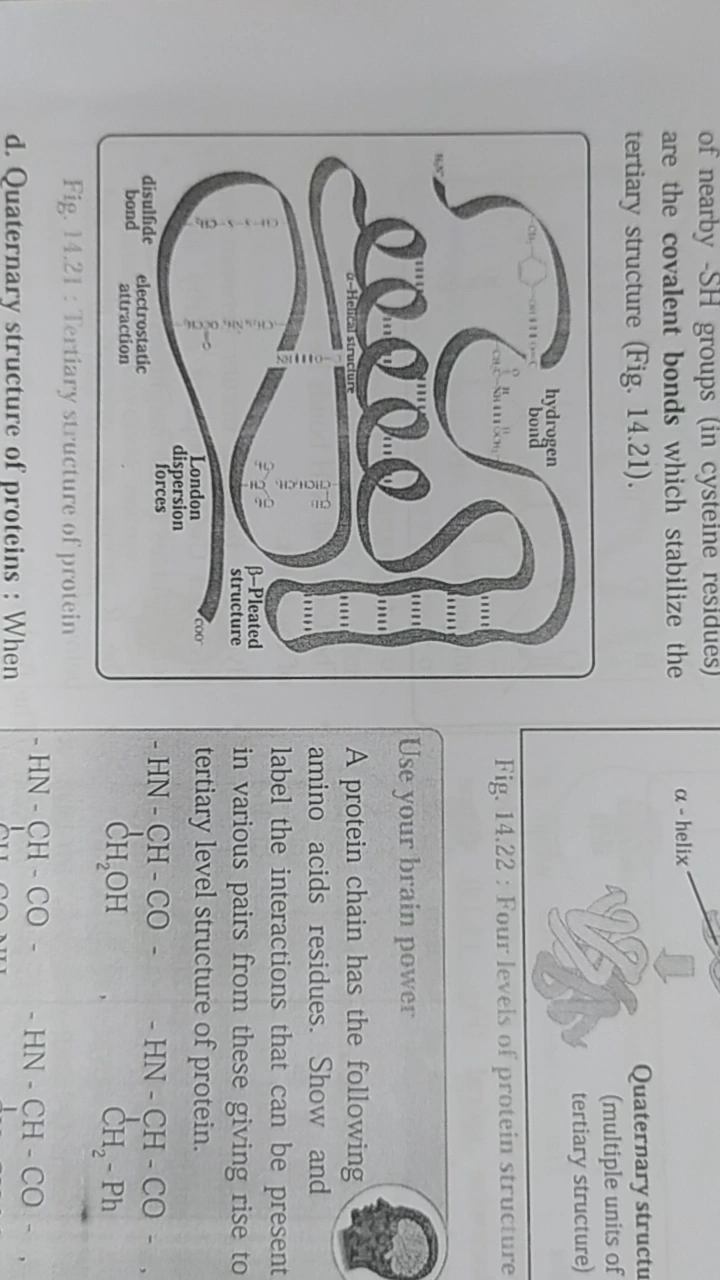 of nearby -SH groups (in cysteine residues)
are the covalent bonds which stabilize the
tertiary structure (Fig. 14.21).
hydrogen
bond
α-Helical structure
β-Pleated
structure
London
dispersion
forces
COO⁻
disulfide
bond
electrostatic
attraction
Fig. 14.21 : Tertiary structure of protein
d. Quaternary structure of proteins : When
α - helix
Quaternary structu
(multiple units of
tertiary structure)
Fig. 14.22 : Four levels of protein structure
Use your brain power
A protein chain has the following
amino acids residues. Show and
label the interactions that can be present
in various pairs from these giving rise to
tertiary level structure of protein.
- HN - CH - CO - - HN - CH - CO - ,
CH₂OH , CH₂ - Ph
- HN - CH - CO - - HN - CH - CO - ,